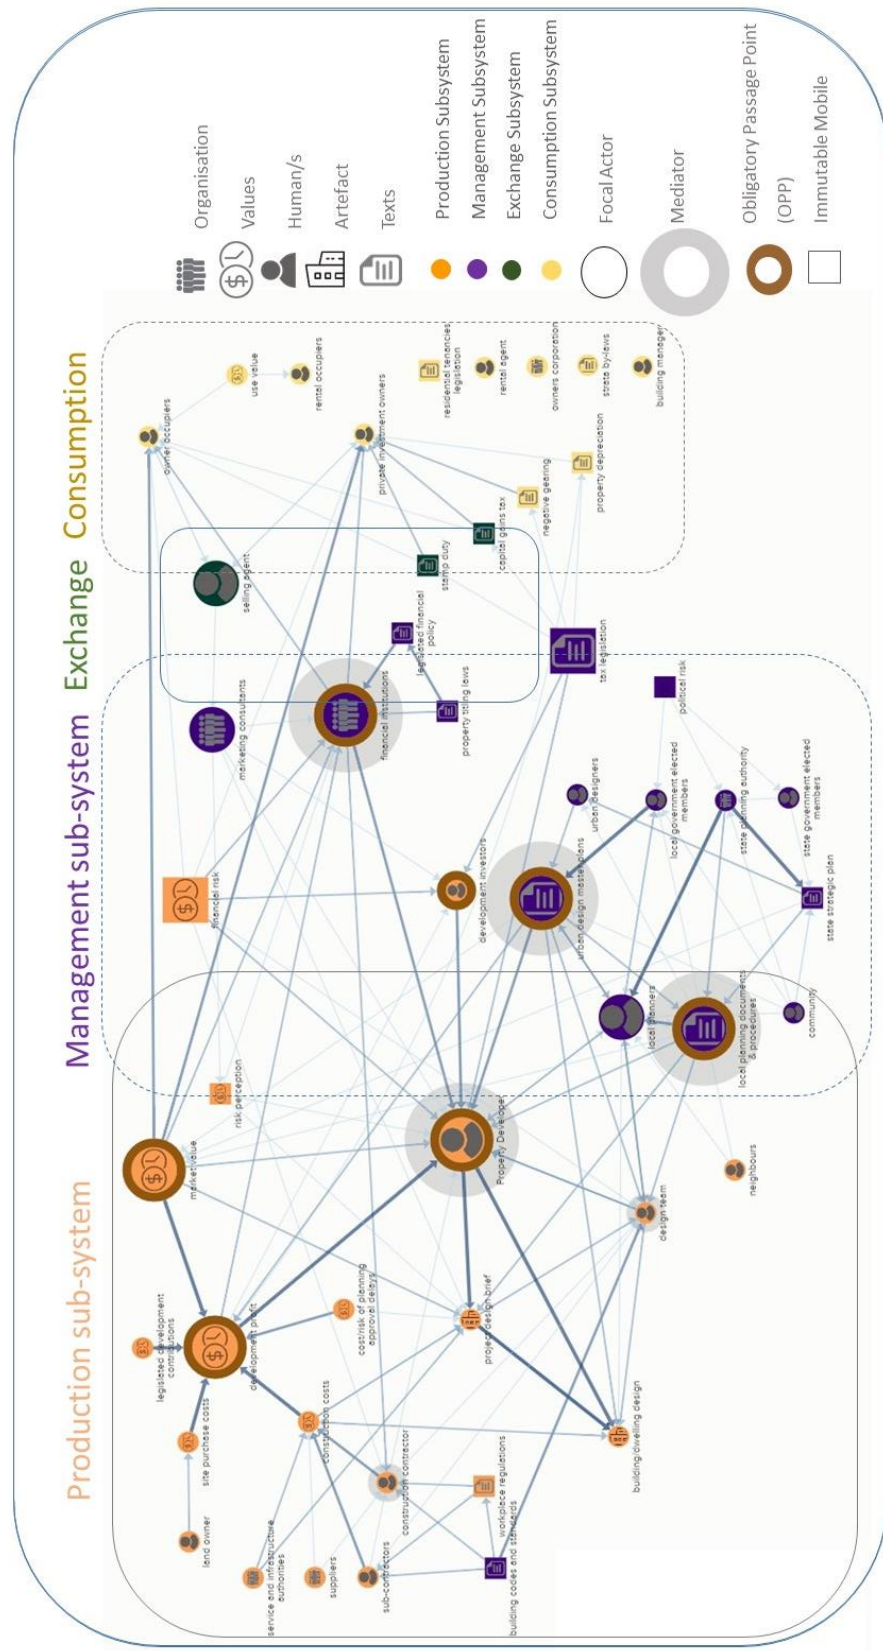 Production sub-system
Management sub-system
Exchange
Consumption
land owner
site purchase costs
legislated development
contributions
development profit
market value
risk perception
financial risk
marketing consultants
selling agent
owner occupiers
use value
rental occupiers
service and infrastructure
authorities
suppliers
sub-contractors
construction costs
construction contractor
cost/risk of planning
approval delays
financial institutions
legislated financial
policy
property titling laws
stamp duty
capital gains tax
private investment owners
negative gearing
property depreciation
residential tenancies
legislation
rental agent
owners corporation
strata by-laws
building manager
workplace regulations
building codes and standards
project design brief
Property Developer
development investors
urban design masterplans
tax legislation
political risk
urban designers
local government elected
members
state planning authority
state government elected
members
state strategic plan
building/dwelling design
design team
neighbours
local planners
local planning documents
& procedures
community
Organisation
Values
Human/s
Artefact
Texts
Production Subsystem
Management Subsystem
Exchange Subsystem
Consumption Subsystem
Focal Actor
Mediator
Obligatory Passage Point
(OPP)
Immutable Mobile